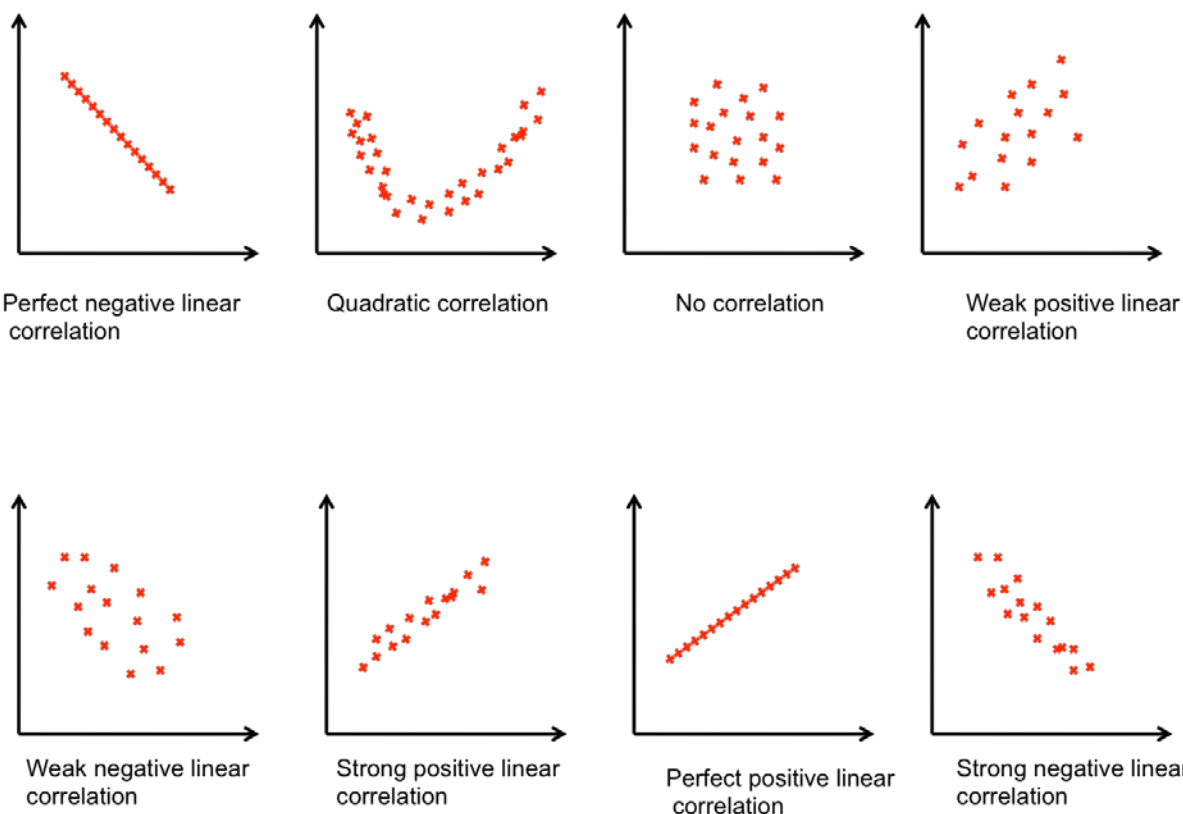 Perfect negative linear
correlation
Quadratic correlation
No correlation
Weak positive linear
correlation
Weak negative linear
correlation
Strong positive linear
correlation
Perfect positive linear
correlation
Strong negative linear
correlation